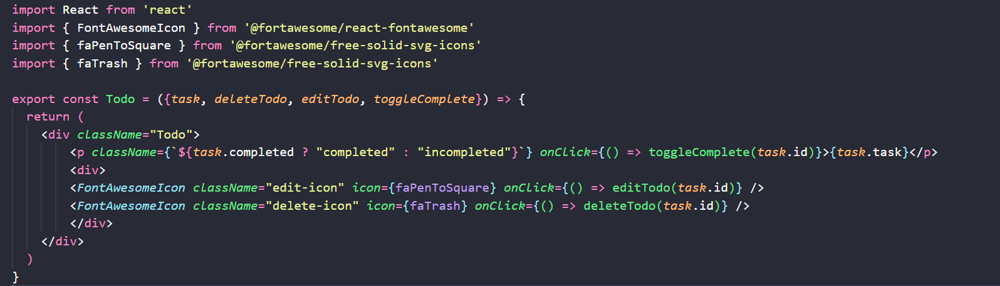 import React from 'react'
import { FontAwesomeIcon } from '@fortawesome/react-fontawesome'
import { faPenToSquare } from '@fortawesome/free-solid-svg-icons'
import { faTrash } from '@fortawesome/free-solid-svg-icons'

export const Todo = ({task, deleteTodo, editTodo, toggleComplete}) => {
  return (
    <div className="Todo">
        <p className={`${task.completed ? "completed" : "incompleted"}`} onClick={() => toggleComplete(task.id)}>{task.task}</p>
        <div>
        <FontAwesomeIcon className="edit-icon" icon={faPenToSquare} onClick={() => editTodo(task.id)} />
        <FontAwesomeIcon className="delete-icon" icon={faTrash} onClick={() => deleteTodo(task.id)} />
        </div>
    </div>
  )
}